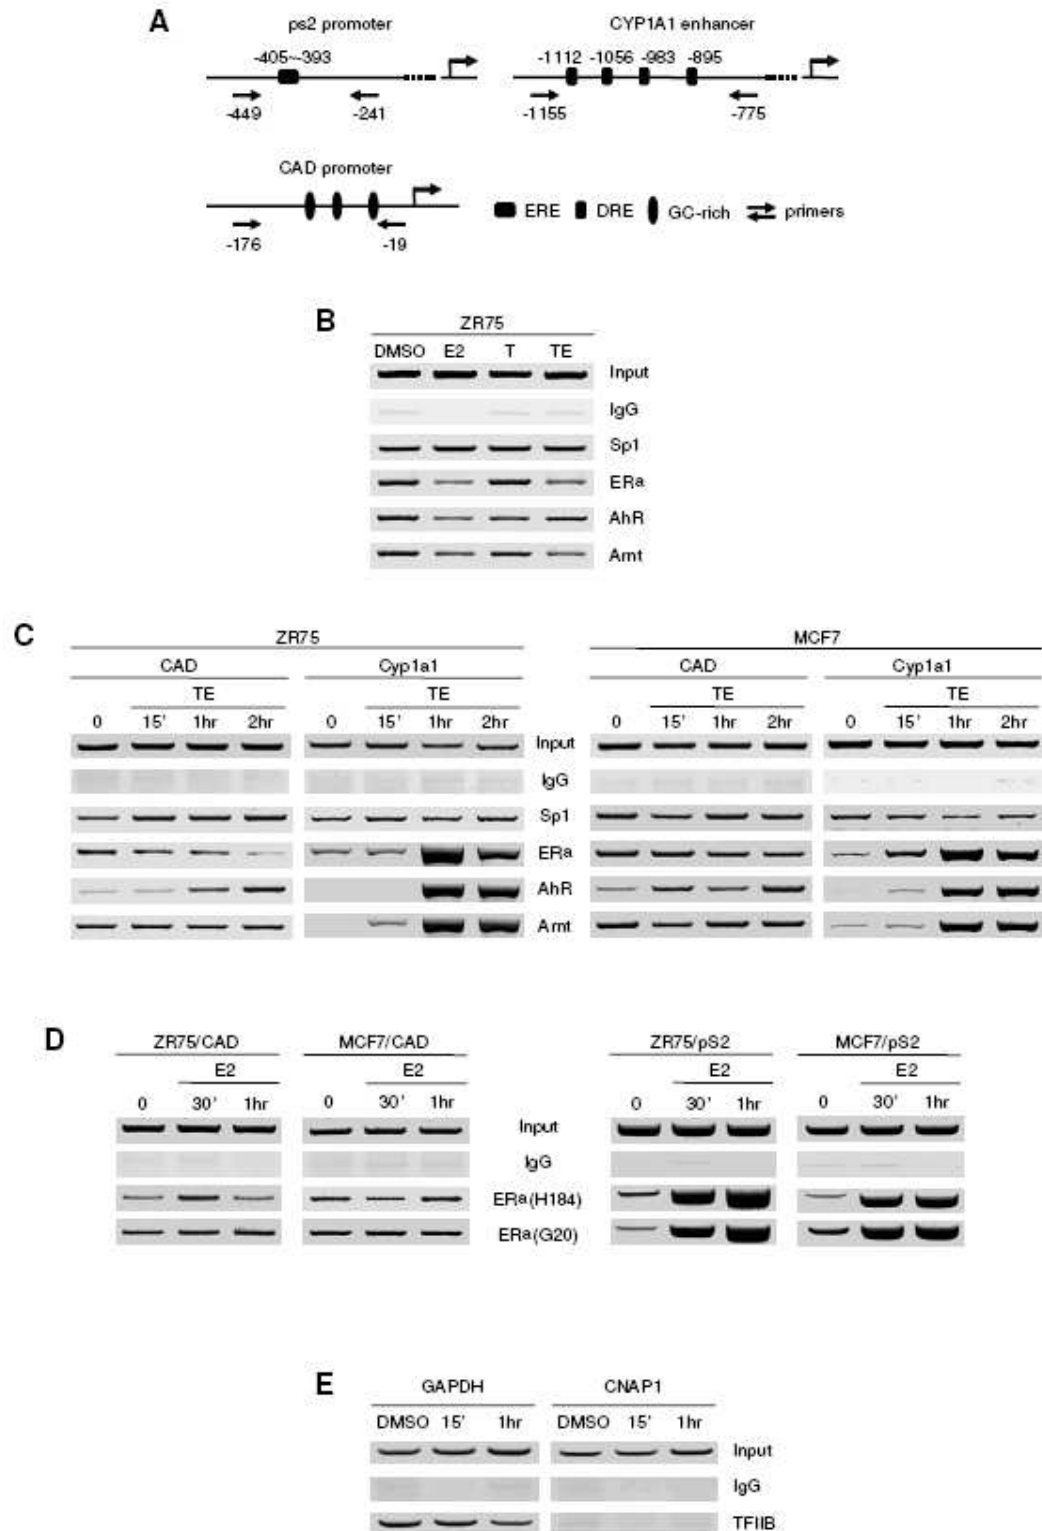 A
ps2 promoter
CYP1A1 enhancer
-405~-393
-1112 -1056 -983 -895
-449 -241
-1155 -775
CAD promoter
-176 -19
ERE DRE GC-rich primers
B
ZR75
DMSO E2 T TE
Input
IgG
Sp1
ERa
AhR
Arnt
C
ZR75 MCF7
CAD Cyp1a1 CAD Cyp1a1
TE TE TE TE
0 15' 1hr 2hr 0 15' 1hr 2hr 0 15' 1hr 2hr 0 15' 1hr 2hr
Input
IgG
Sp1
ERa
AhR
Arnt
D
ZR75/CAD MCF7/CAD ZR75/pS2 MCF7/pS2
E2 E2 E2 E2
0 30' 1hr 0 30' 1hr 0 30' 1hr 0 30' 1hr
Input
IgG
ERa(H184)
ERa(G20)
E
GAPDH CNAP1
DMSO 15' 1hr DMSO 15' 1hr
Input
IgG
TFIIB